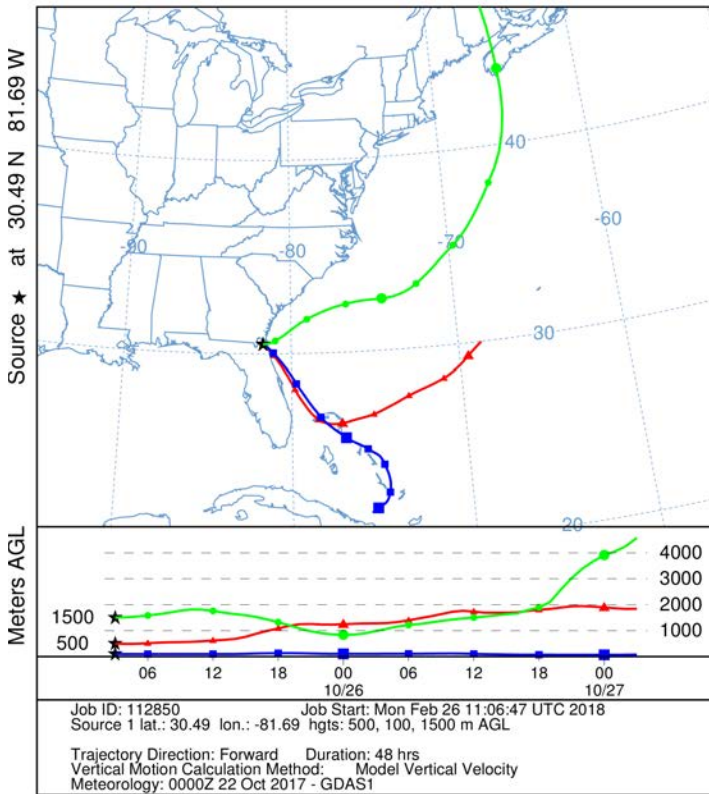 Source ★ at 30.49 N 81.69 W
40
-60
-90
-80
-70
30
20
Meters AGL
4000
3000
2000
1000
1500
500
06 12 18 00 06 12 18 00
10/26 10/27
Job ID: 112850 Job Start: Mon Feb 26 11:06:47 UTC 2018
Source 1 lat.: 30.49 lon.: -81.69 hgts: 500, 100, 1500 m AGL
Trajectory Direction: Forward Duration: 48 hrs
Vertical Motion Calculation Method: Model Vertical Velocity
Meteorology: 0000Z 22 Oct 2017 - GDAS1